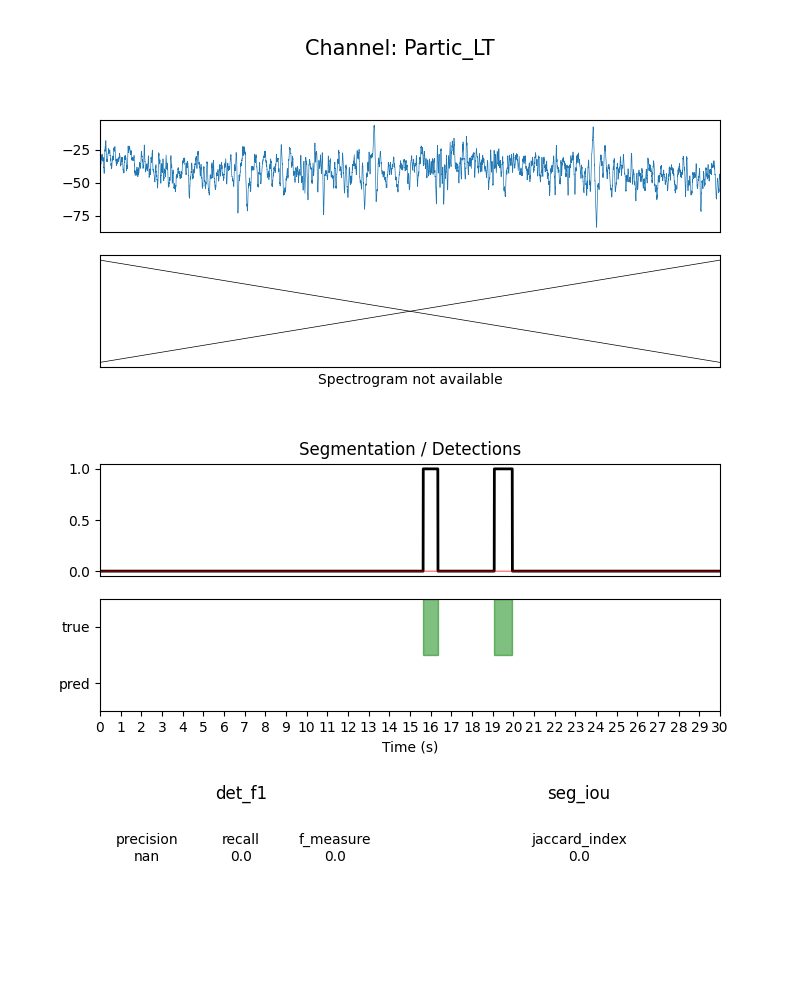 Channel: Partic_LT
−25
−50
−75
Spectrogram not available
Segmentation / Detections
1.0
0.5
0.0
true
pred
0 1 2 3 4 5 6 7 8 9 10 11 12 13 14 15 16 17 18 19 20 21 22 23 24 25 26 27 28 29 30
Time (s)
det_f1 seg_iou
precision recall f_measure jaccard_index
nan 0.0 0.0 0.0